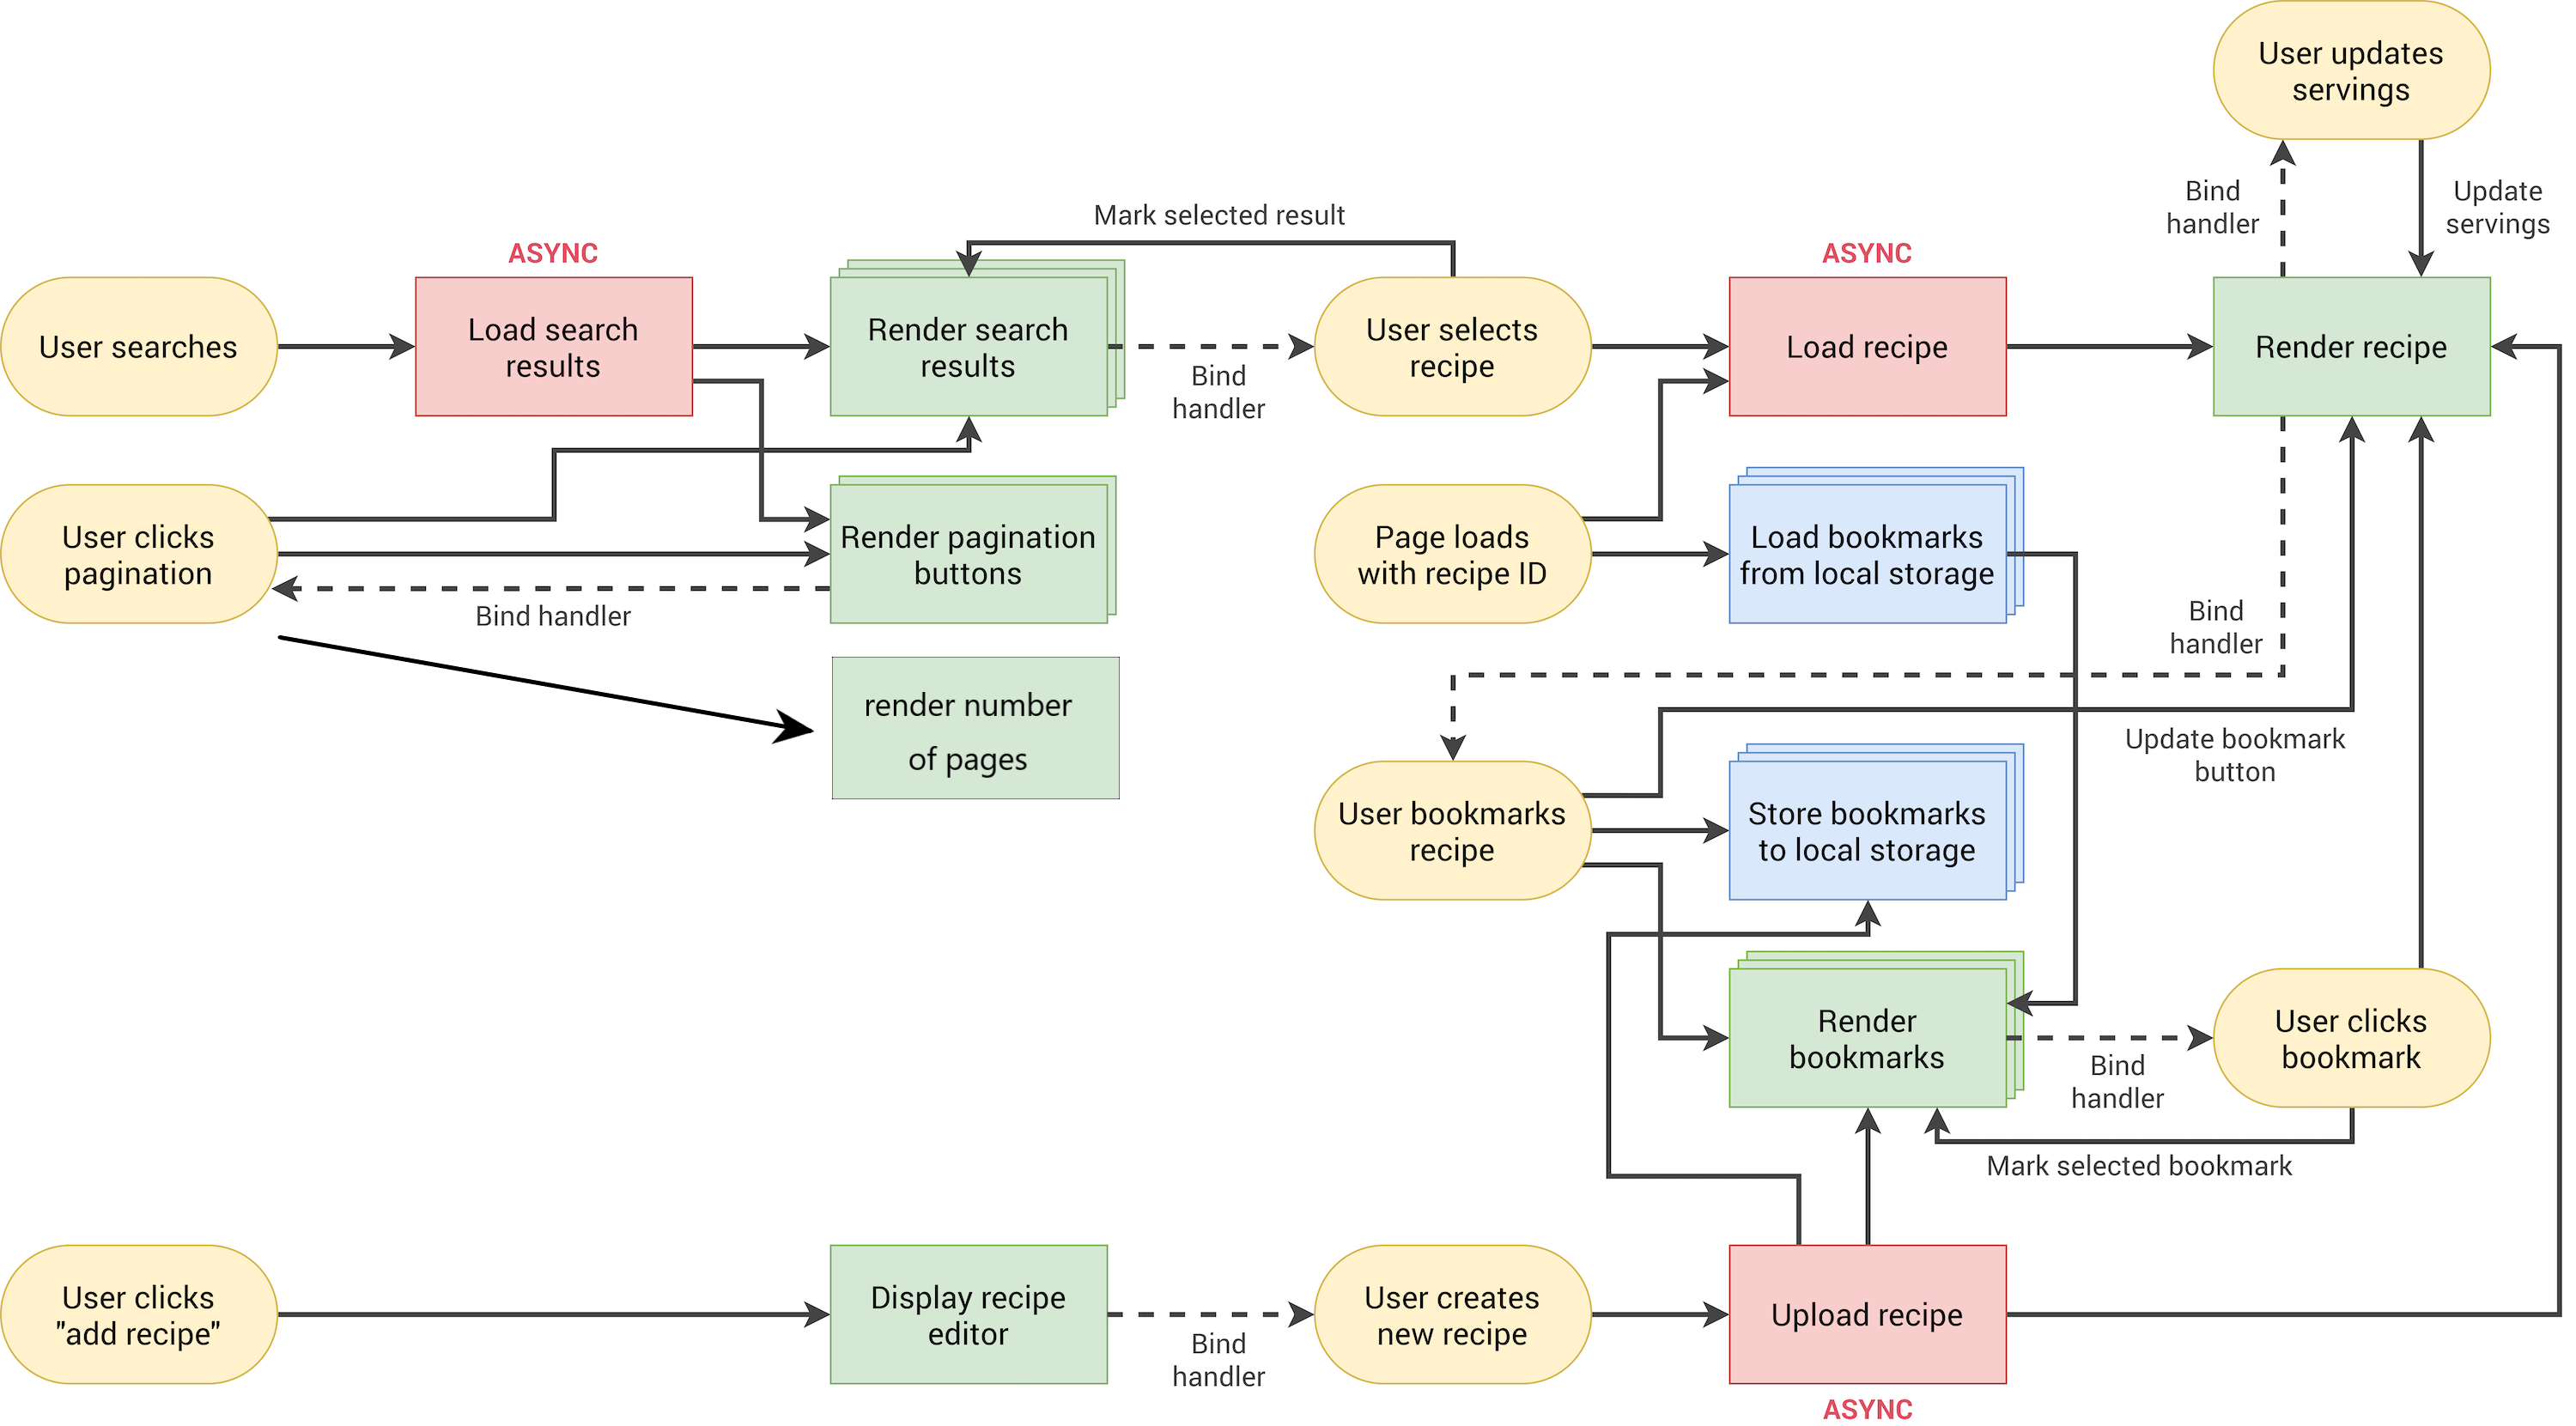 User updates
servings
Bind
handler
Update
servings
Mark selected result
ASYNC
ASYNC
User searches
Load search
results
Render search
results
Bind
handler
User selects
recipe
Load recipe
Render recipe
User clicks
pagination
Render pagination
buttons
Bind handler
Page loads
with recipe ID
Load bookmarks
from local storage
Bind
handler
render number
of pages
Update bookmark
button
User bookmarks
recipe
Store bookmarks
to local storage
Render
bookmarks
Bind
handler
User clicks
bookmark
Mark selected bookmark
User clicks
"add recipe"
Display recipe
editor
Bind
handler
User creates
new recipe
Upload recipe
ASYNC